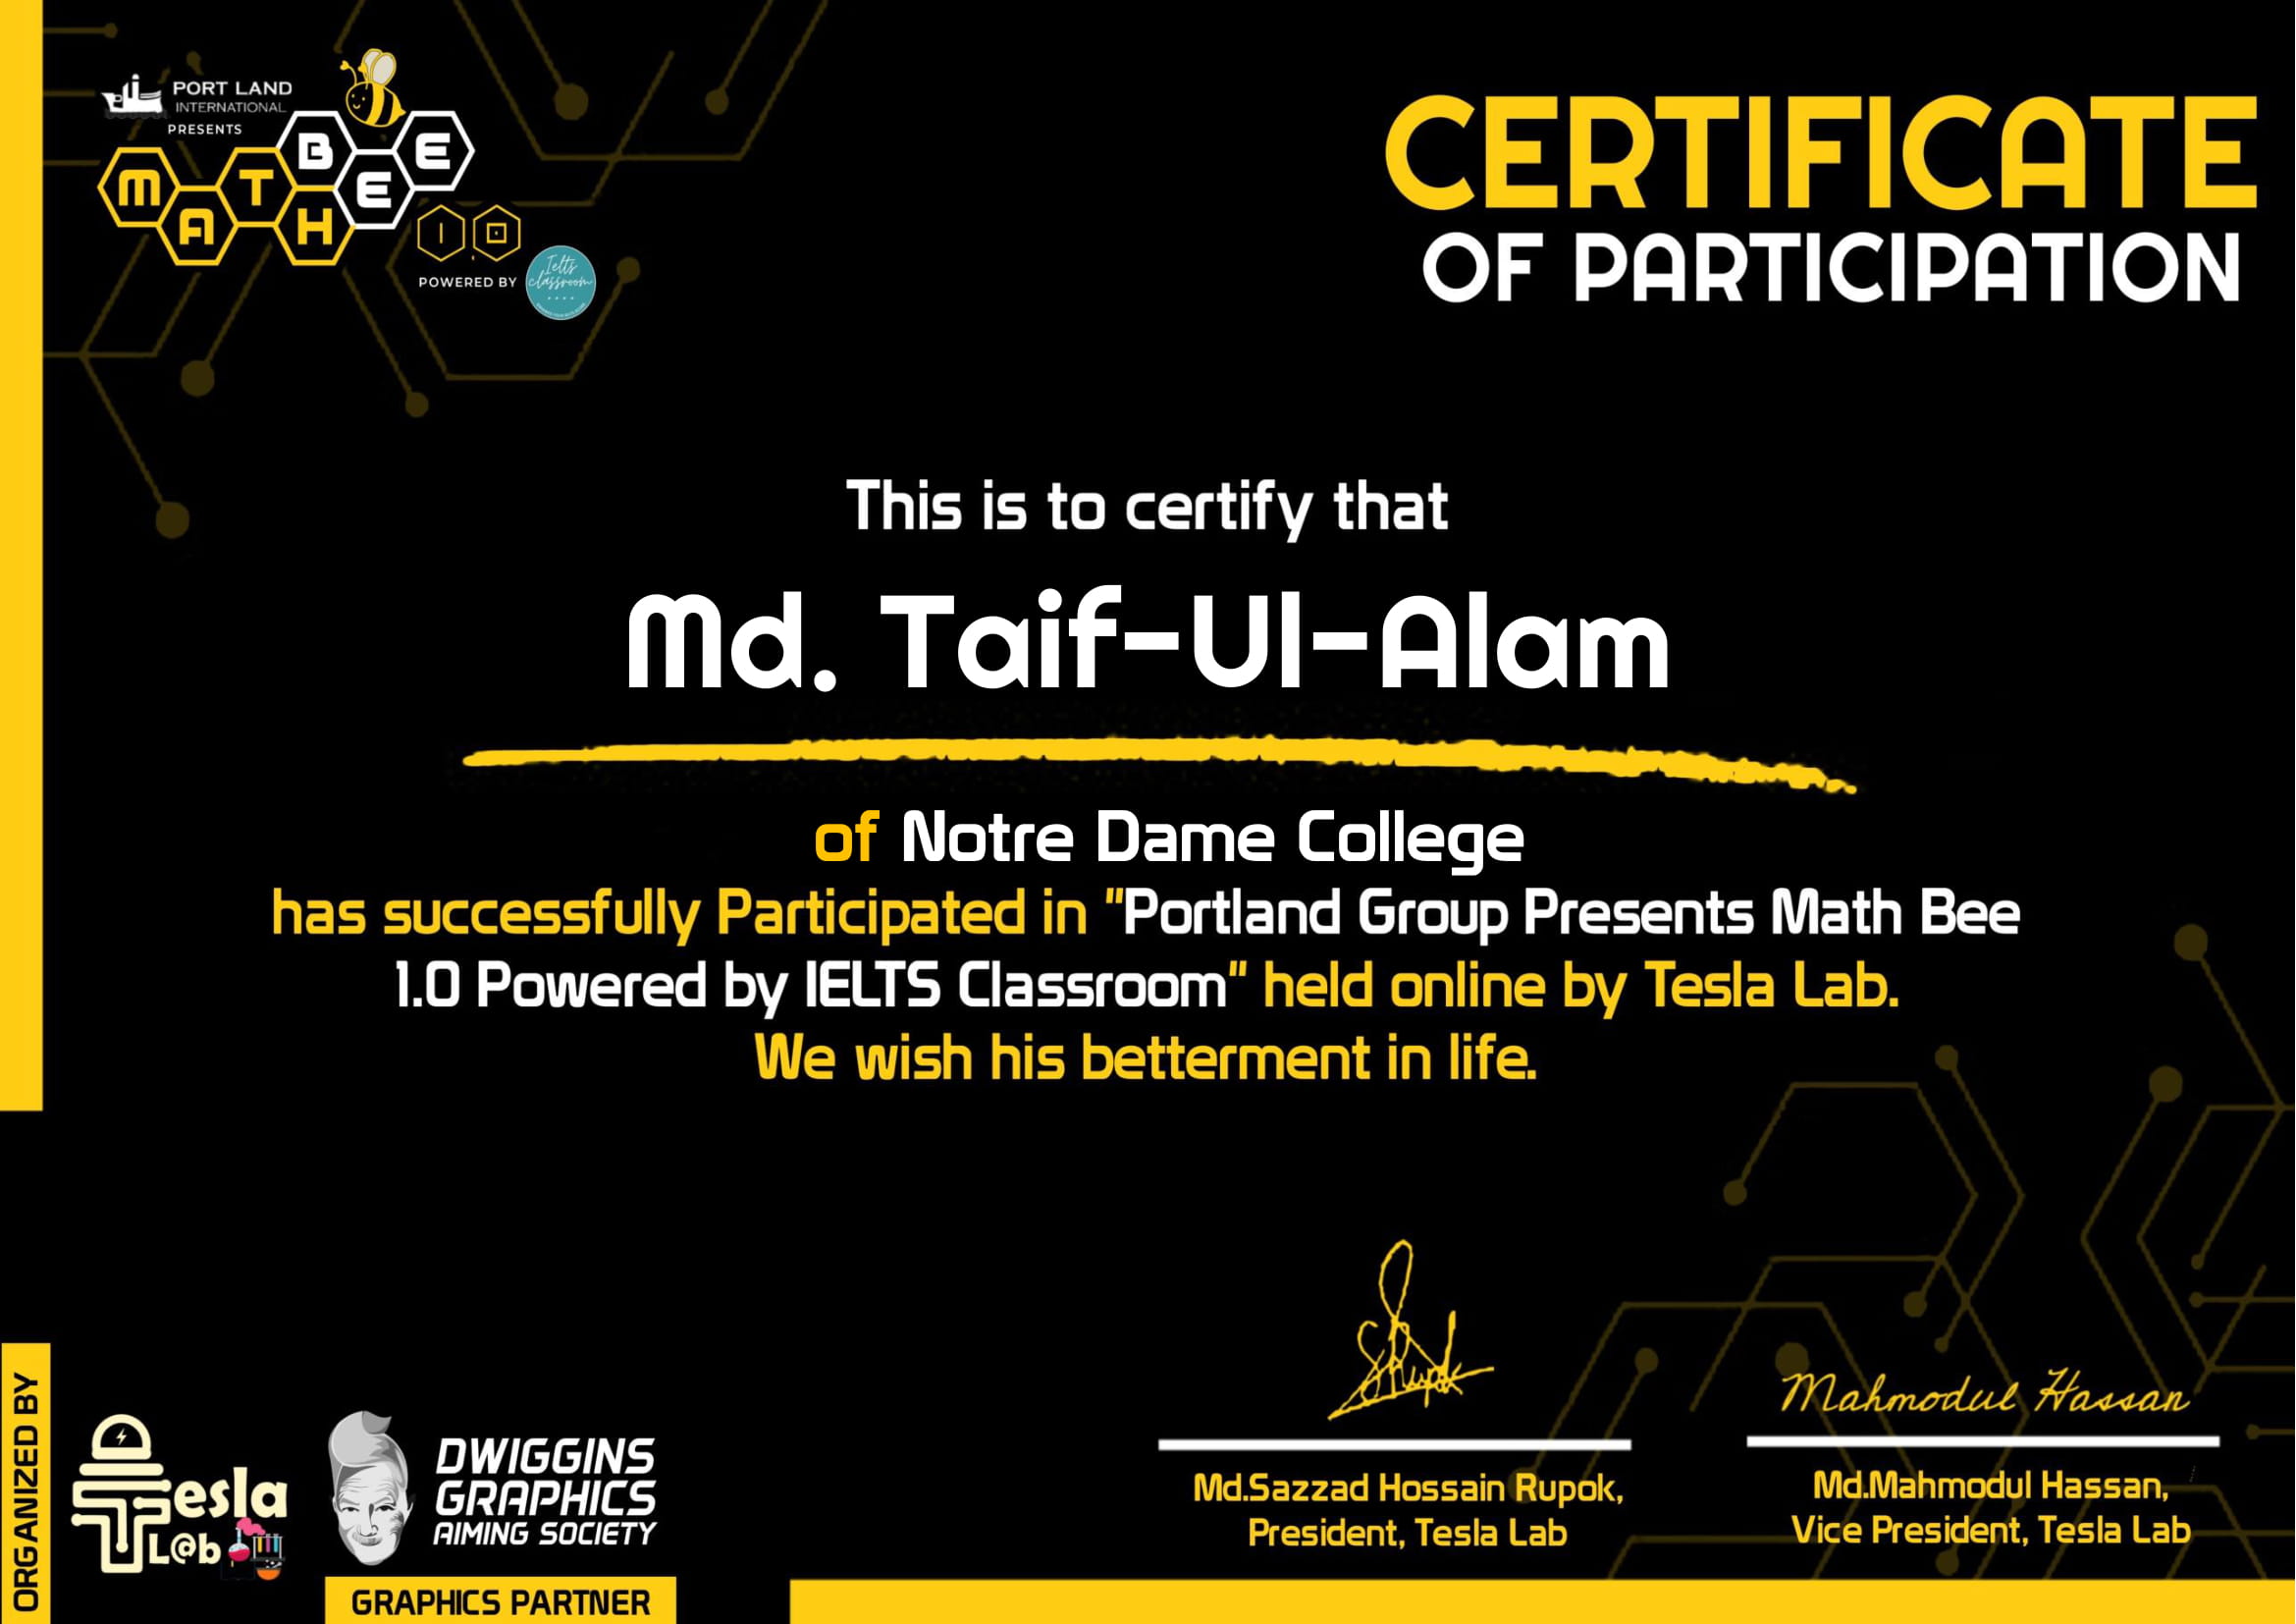 PORT LAND
INTERNATIONAL
PRESENTS
MATH BEE
1.0
POWERED BY
Ielts
classroom
CERTIFICATE
OF PARTICIPATION
This is to certify that
Md. Taif-Ul-Alam
of Notre Dame College
has successfully Participated in "Portland Group Presents Math Bee
1.0 Powered by IELTS Classroom" held online by Tesla Lab.
We wish his betterment in life.
ORGANIZED BY
Tesla
L@b
DWIGGINS
GRAPHICS
AIMING SOCIETY
GRAPHICS PARTNER
Mahmodul Hassan
Md.Sazzad Hossain Rupok,
President, Tesla Lab
Md.Mahmodul Hassan,
Vice President, Tesla Lab